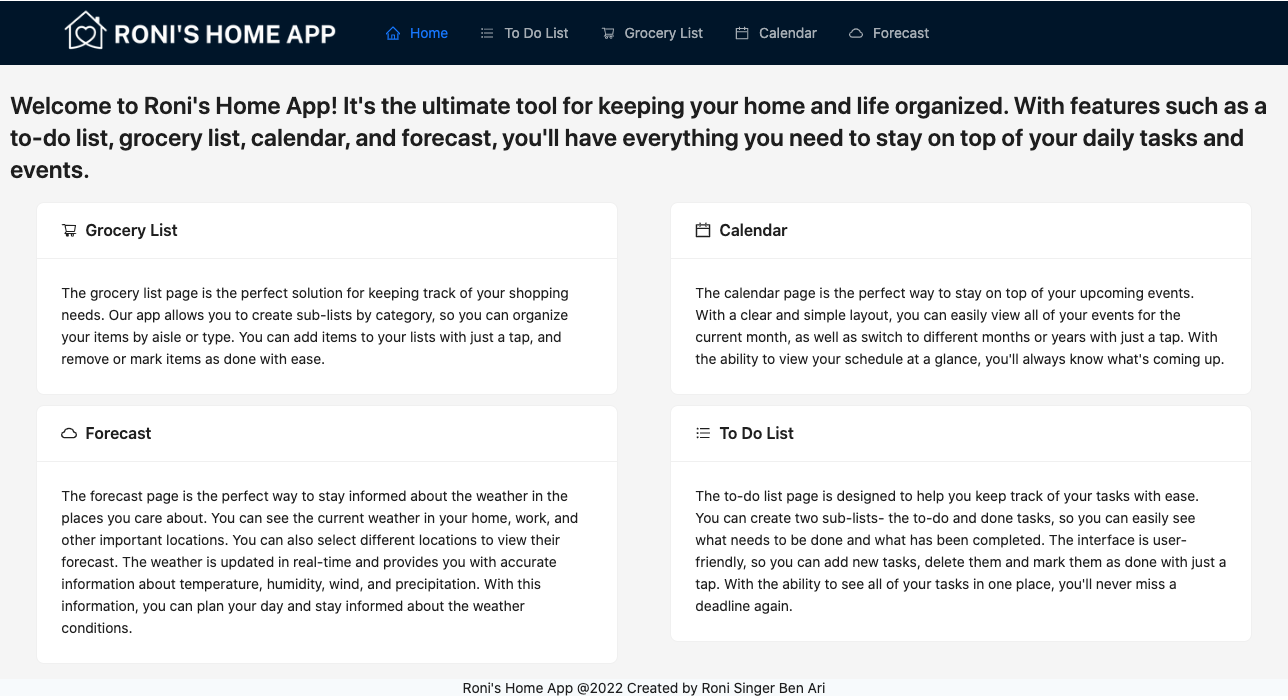 RONI'S HOME APP Home To Do List Grocery List Calendar Forecast
Welcome to Roni's Home App! It's the ultimate tool for keeping your home and life organized. With features such as a
to-do list, grocery list, calendar, and forecast, you'll have everything you need to stay on top of your daily tasks and
events.
Grocery List
The grocery list page is the perfect solution for keeping track of your shopping
needs. Our app allows you to create sub-lists by category, so you can organize
your items by aisle or type. You can add items to your lists with just a tap, and
remove or mark items as done with ease.
Calendar
The calendar page is the perfect way to stay on top of your upcoming events.
With a clear and simple layout, you can easily view all of your events for the
current month, as well as switch to different months or years with just a tap. With
the ability to view your schedule at a glance, you'll always know what's coming up.
Forecast
The forecast page is the perfect way to stay informed about the weather in the
places you care about. You can see the current weather in your home, work, and
other important locations. You can also select different locations to view their
forecast. The weather is updated in real-time and provides you with accurate
information about temperature, humidity, wind, and precipitation. With this
information, you can plan your day and stay informed about the weather
conditions.
To Do List
The to-do list page is designed to help you keep track of your tasks with ease.
You can create two sub-lists- the to-do and done tasks, so you can easily see
what needs to be done and what has been completed. The interface is user-
friendly, so you can add new tasks, delete them and mark them as done with just a
tap. With the ability to see all of your tasks in one place, you'll never miss a
deadline again.
Roni's Home App @2022 Created by Roni Singer Ben Ari